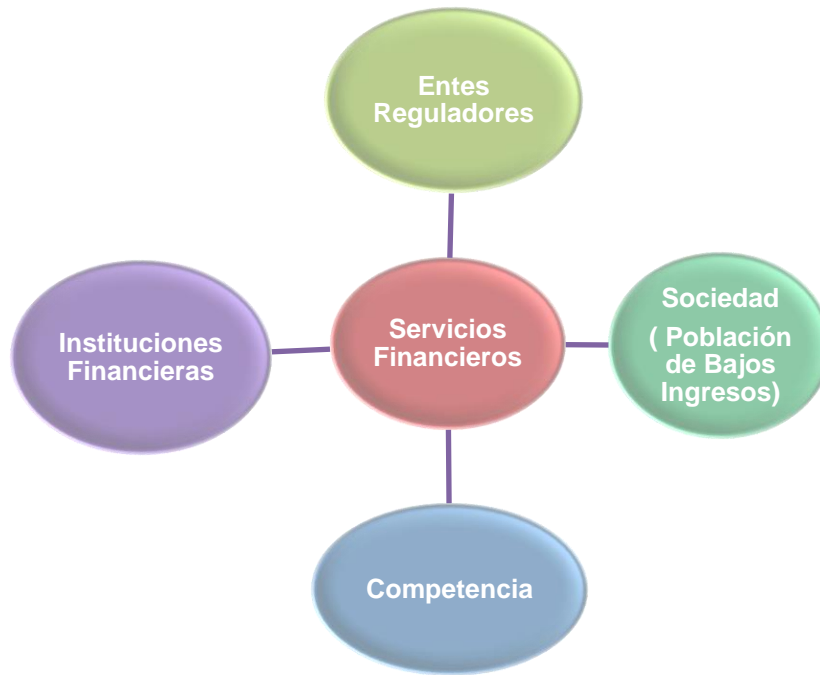 Entes
Reguladores
Instituciones
Financieras
Servicios
Financieros
Sociedad
( Población
de Bajos
Ingresos)
Competencia